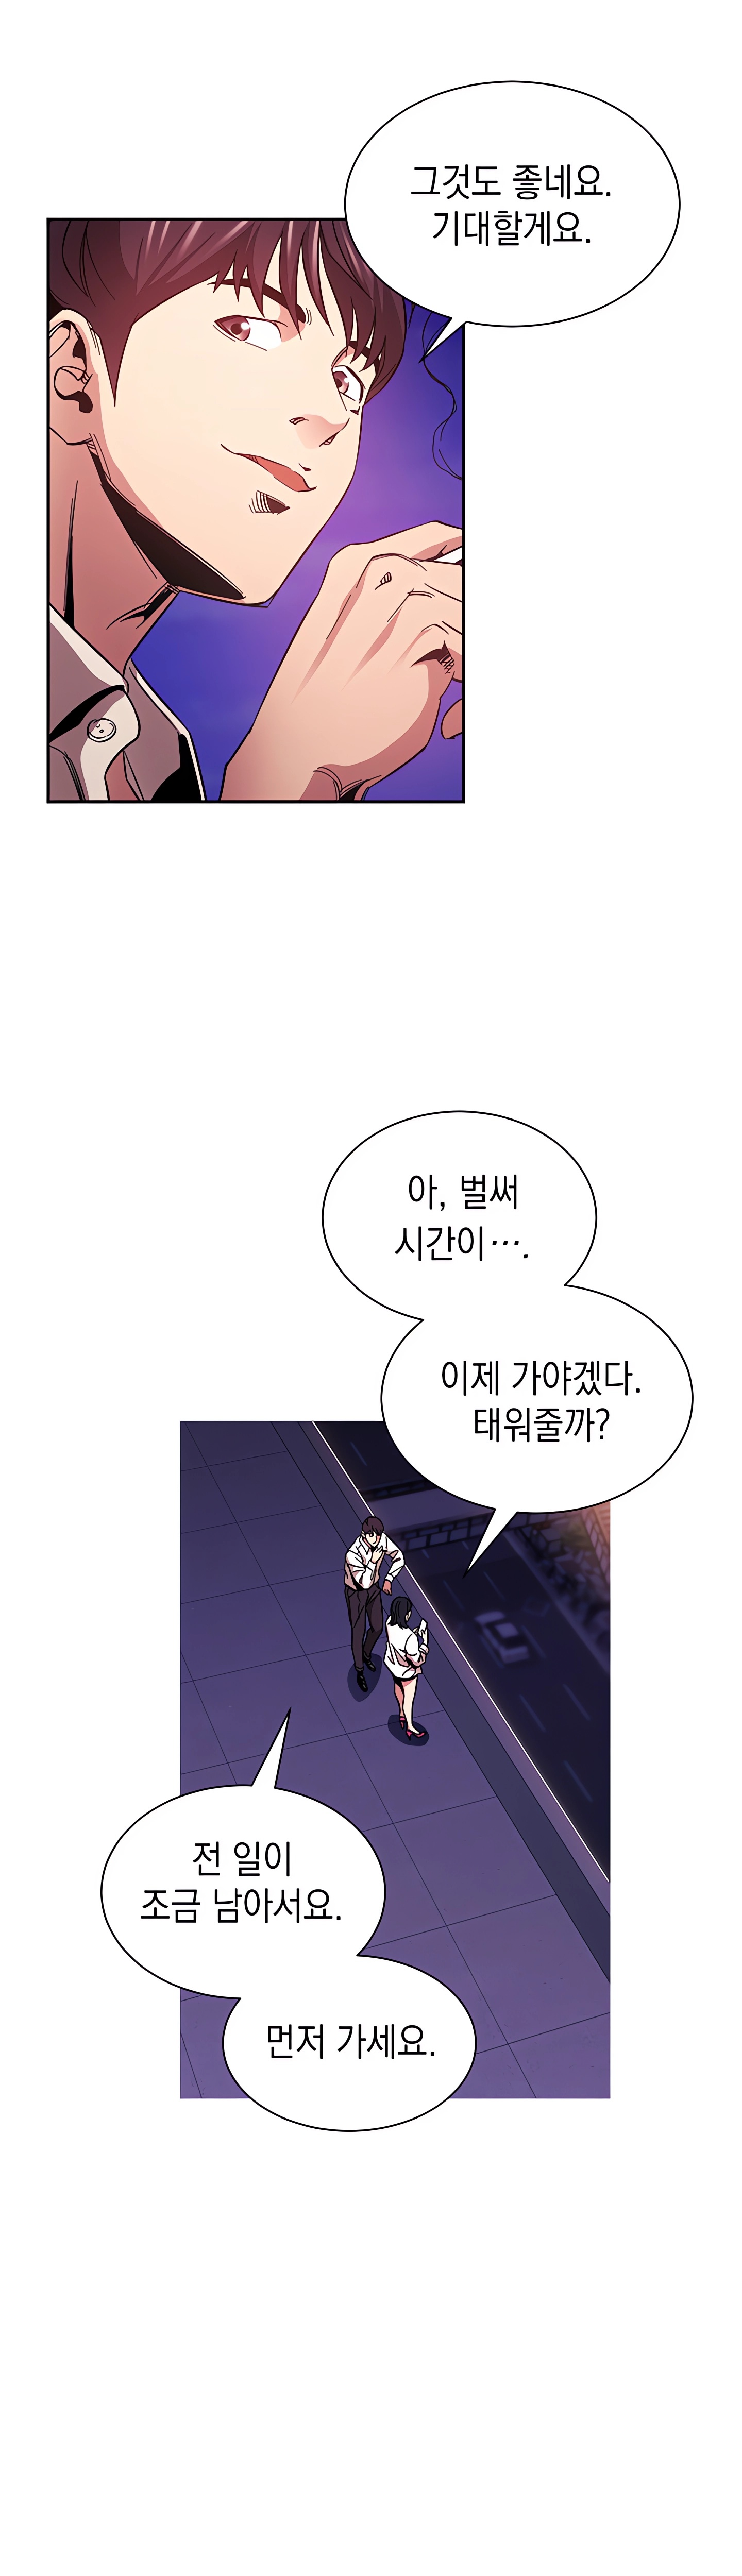 그것도 좋네요.
기대할게요.
아, 벌써
시간이….
이제 가야겠다.
태워줄까?
전 일이
조금 남아서요.
먼저 가세요.